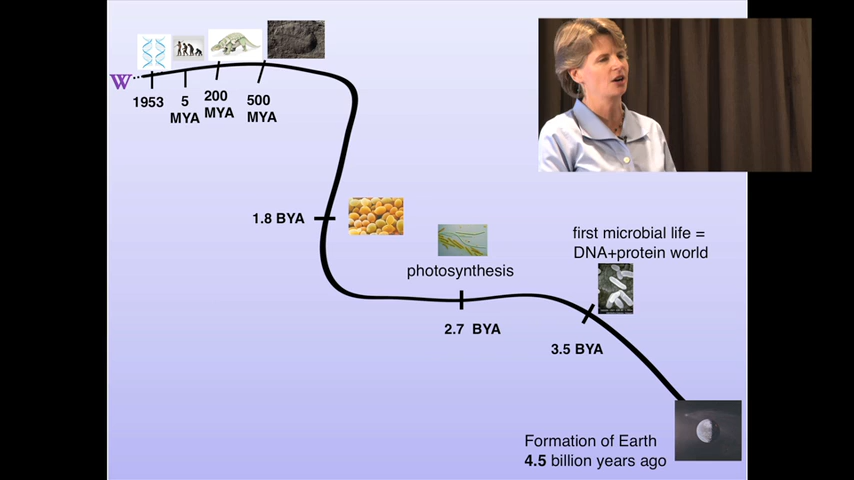 W
1953
5
MYA
200
MYA
500
MYA
1.8 BYA
photosynthesis
2.7 BYA
first microbial life =
DNA+protein world
3.5 BYA
Formation of Earth
4.5 billion years ago